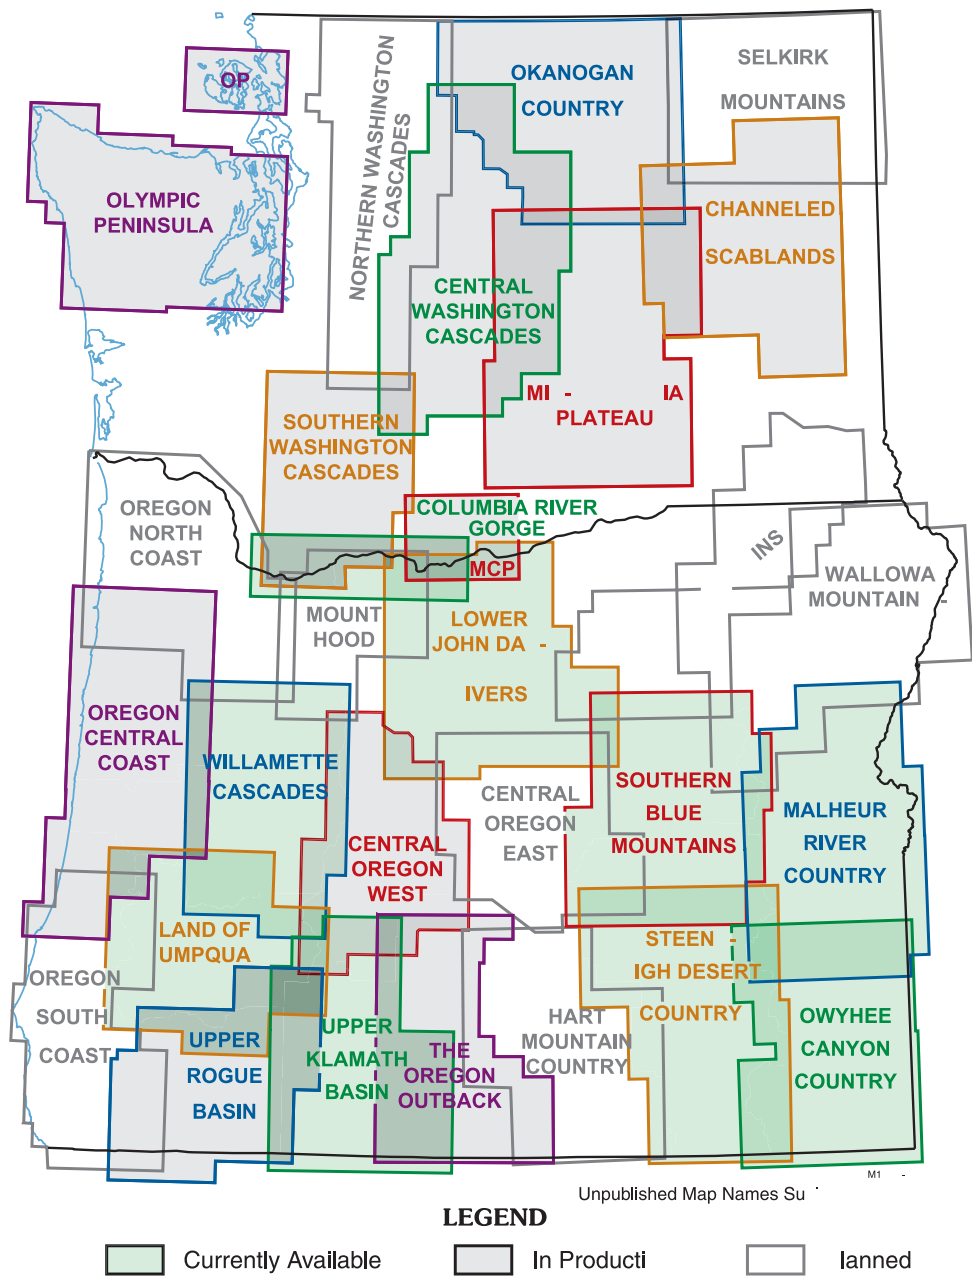 OP
OKANOGAN
COUNTRY
SELKIRK
MOUNTAINS
NORTHERN WASHINGTON
CASCADES
OLYMPIC
PENINSULA
CHANNELED
SCABLANDS
CENTRAL
WASHINGTON
CASCADES
MI - IA
PLATEAU
SOUTHERN
WASHINGTON
CASCADES
OREGON
NORTH
COAST
COLUMBIA RIVER
GORGE
MCP
INS
WALLOWA
MOUNTAIN -
MOUNT
HOOD
LOWER
JOHN DA -
IVERS
OREGON
CENTRAL
COAST
WILLAMETTE
CASCADES
CENTRAL
OREGON
EAST
SOUTHERN
BLUE
MOUNTAINS
MALHEUR
RIVER
COUNTRY
CENTRAL
OREGON
WEST
LAND OF
UMPQUA
STEEN -
IGH DESERT
COUNTRY
OREGON
SOUTH
COAST
UPPER
ROGUE
BASIN
UPPER
KLAMATH
BASIN
THE
OREGON
OUTBACK
HART
MOUNTAIN
COUNTRY
OWYHEE
CANYON
COUNTRY
M1 -
Unpublished Map Names Su
LEGEND
Currently Available
In Producti
lanned